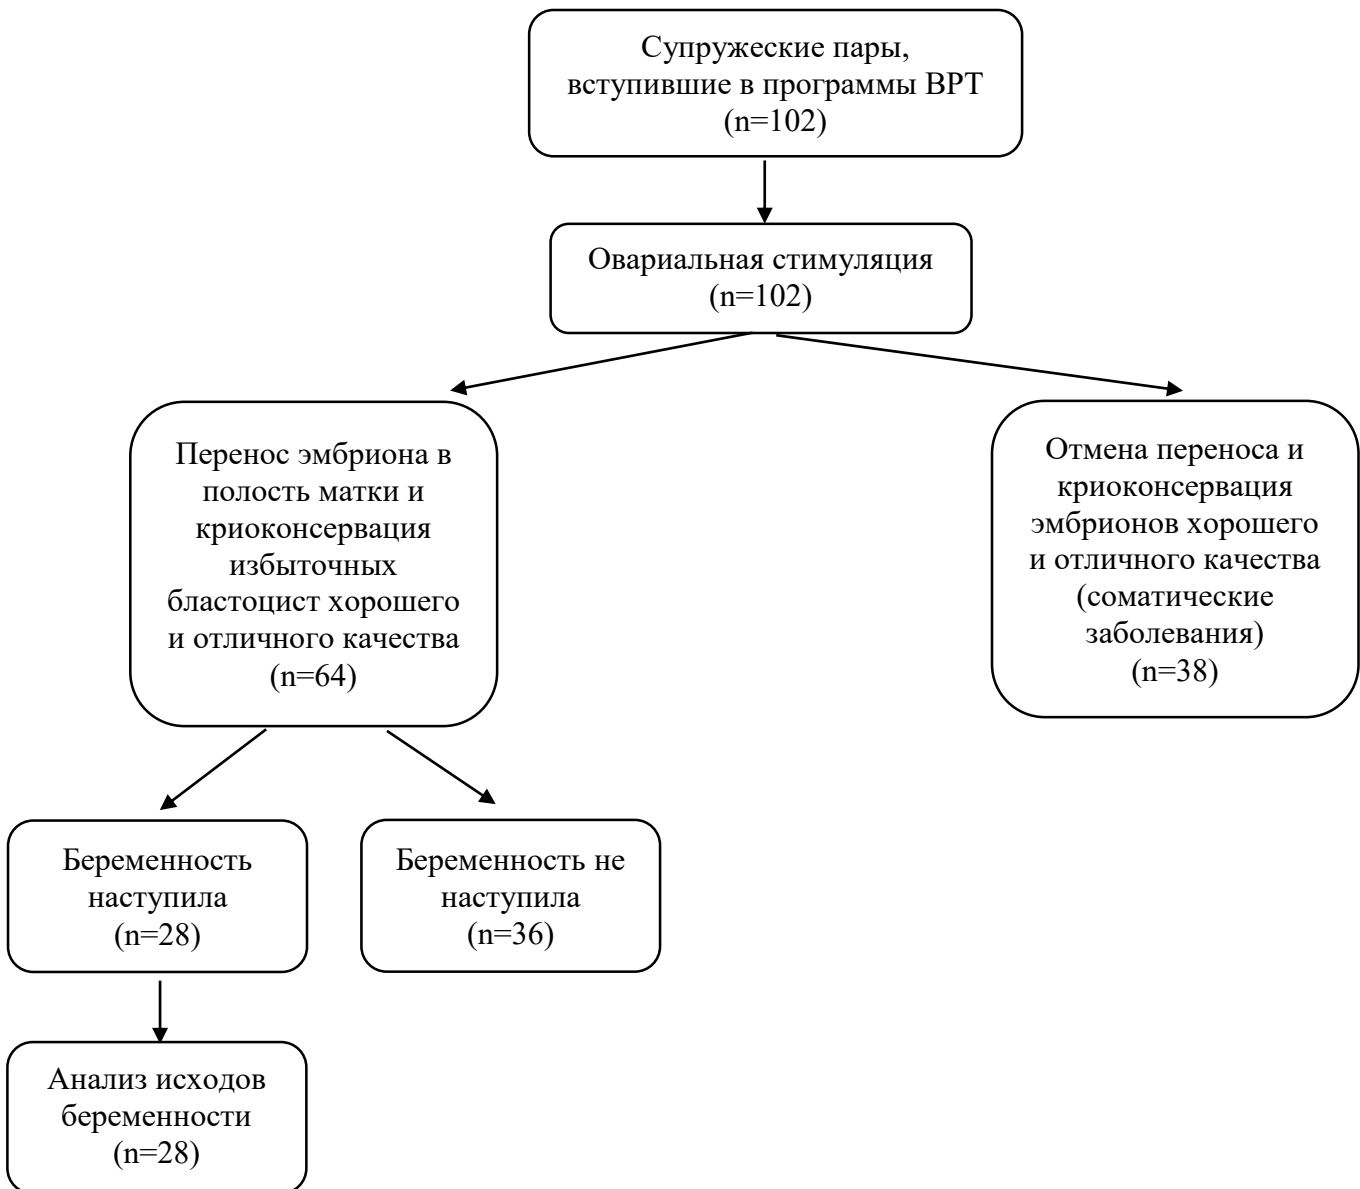 Супружеские пары,
вступившие в программы ВРТ
(n=102)
Овариальная стимуляция
(n=102)
Перенос эмбриона в
полость матки и
криоконсервация
избыточных
бластоцист хорошего
и отличного качества
(n=64)
Отмена переноса и
криоконсервация
эмбрионов хорошего
и отличного качества
(соматические
заболевания)
(n=38)
Беременность
наступила
(n=28)
Беременность не
наступила
(n=36)
Анализ исходов
беременности
(n=28)